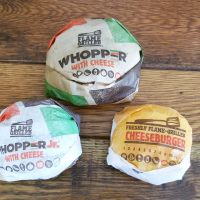 FLAME
GRILLED
WHOPPER
WITH CHEESE
FLAME
GRILLED
WHOPPER Jr.
WITH CHEESE
FRESHLY FLAME-GRILLED
CHEESEBURGER